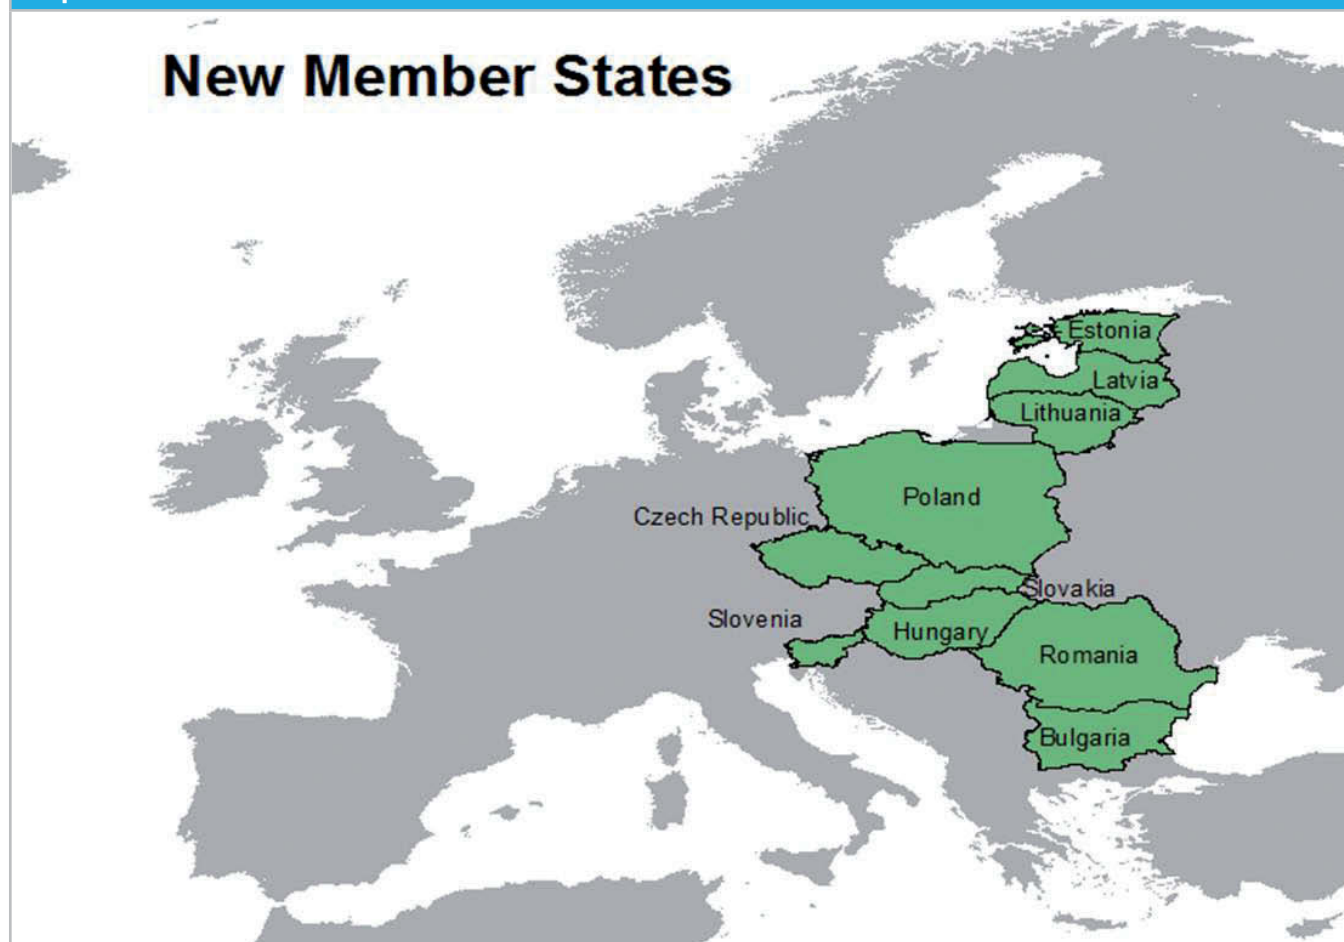 New Member States
Estonia
Latvia
Lithuania
Poland
Czech Republic
Slovakia
Slovenia
Hungary
Romania
Bulgaria